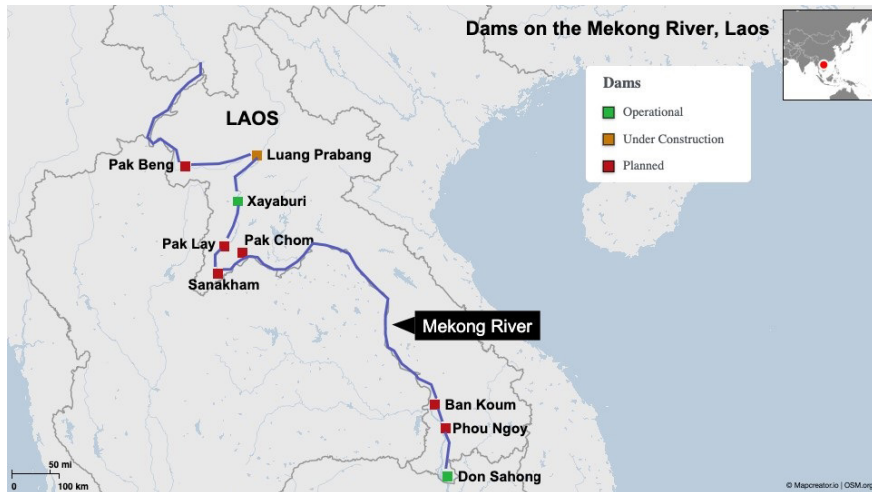 Dams on the Mekong River, Laos
Dams
Operational
Under Construction
Planned
LAOS
Pak Beng
Luang Prabang
Xayaburi
Pak Lay
Pak Chom
Sanakham
Mekong River
Ban Koum
Phou Ngoy
Don Sahong
50 mi
0
100 km
© Mapcreator.io | OSM.org